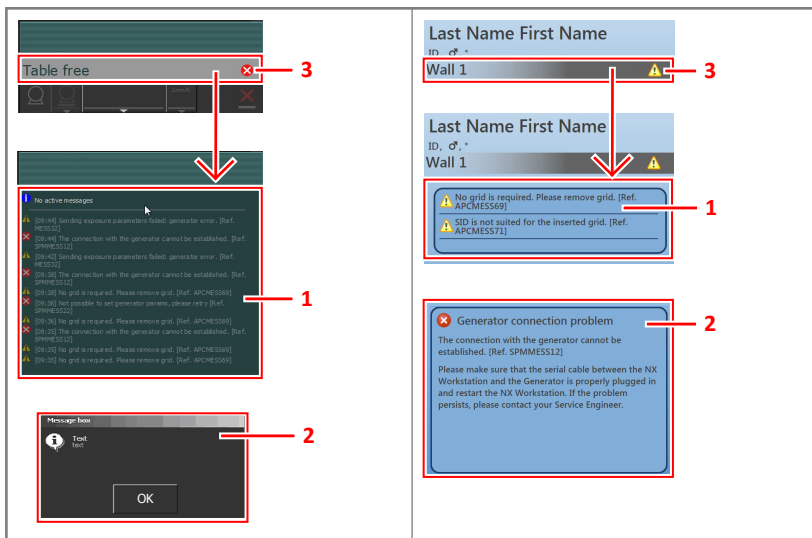 Table free
3
No active messages
[09:44] Sending exposure parameters failed: generator error. [Ref.
MESS32]
[09:44] The connection with the generator cannot be established. [Ref.
SPMMESS12]
[09:43] Sending exposure parameters failed: generator error. [Ref.
MESS32]
[09:38] The connection with the generator cannot be established. [Ref.
SPMMESS12]
[09:38] No grid is required. Please remove grid. [Ref. APCMESS69]
[09:36] Not possible to set generator params, please retry [Ref.
SPMMESS22]
[09:36] No grid is required. Please remove grid. [Ref. APCMESS69]
[09:35] The connection with the generator cannot be established. [Ref.
SPMMESS12]
[09:35] No grid is required. Please remove grid. [Ref. APCMESS69]
[09:35] No grid is required. Please remove grid. [Ref. APCMESS69]
1
Message box
Text
text
OK
2
Last Name First Name
ID, ♂, *
Wall 1
3
Last Name First Name
ID, ♂, *
Wall 1
No grid is required. Please remove grid. [Ref.
APCMESS69]
SID is not suited for the inserted grid. [Ref.
APCMESS71]
1
Generator connection problem
2
The connection with the generator cannot be
established. [Ref. SPMMESS12]
Please make sure that the serial cable between the NX
Workstation and the Generator is properly plugged in
and restart the NX Workstation. If the problem
persists, please contact your Service Engineer.